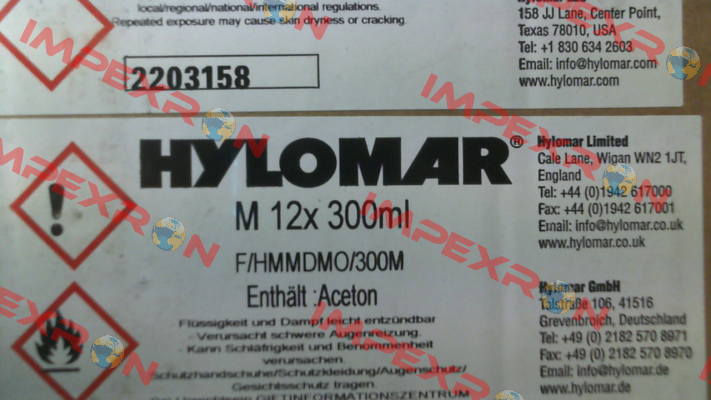 local/regional/national/international regulations.
Repeated exposure may cause skin dryness or cracking.
2203158
158 JJ Lane, Center Point,
Texas 78010, USA
Tel: +1 830 634 2603
Email: info@hylomar.com
www.hylomar.com
HYLOMAR®
M 12x 300ml
F/HMMDMO/300M
Enthält :Aceton
Flüssigkeit und Dampf leicht entzündbar
- Verursacht schwere Augenreizung.
- Kann Schläfrigkeit und Benommenheit
verursachen.
Schutzhandschuhe/Schutzkleidung/Augenschutz/
Gesichtsschutz tragen.
GIFTINFORMATIONSZENTRUM
Hylomar Limited
Cale Lane, Wigan WN2 1JT,
England
Tel: +44 (0)1942 617000
Fax: +44 (0)1942 617001
Email: info@hylomar.co.uk
www.hylomar.co.uk
Hylomar GmbH
Talstraße 106, 41516
Grevenbroich, Deutschland
Tel: +49 (0) 2182 570 8971
Fax: +49 (0) 2182 570 8970
Email: info@hylomar.de
www.hylomar.de
IMPEXRON